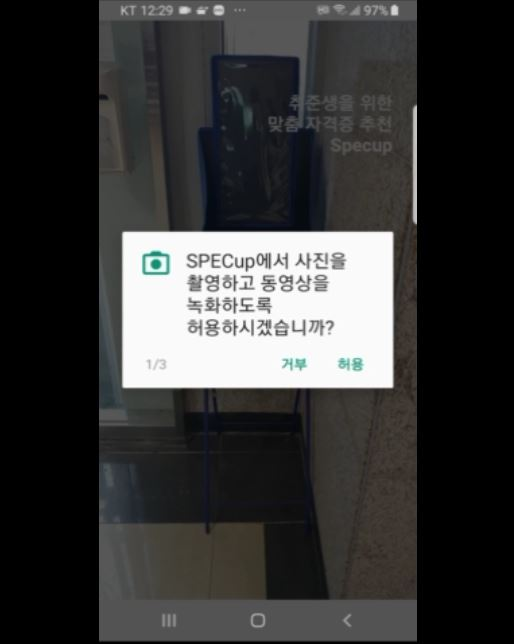 KT 12:29 ··· 97%
취준생을 위한
맞춤 자격증 추천
Specup
SPECup에서 사진을
촬영하고 동영상을
녹화하도록
허용하시겠습니까?
1/3 거부 허용